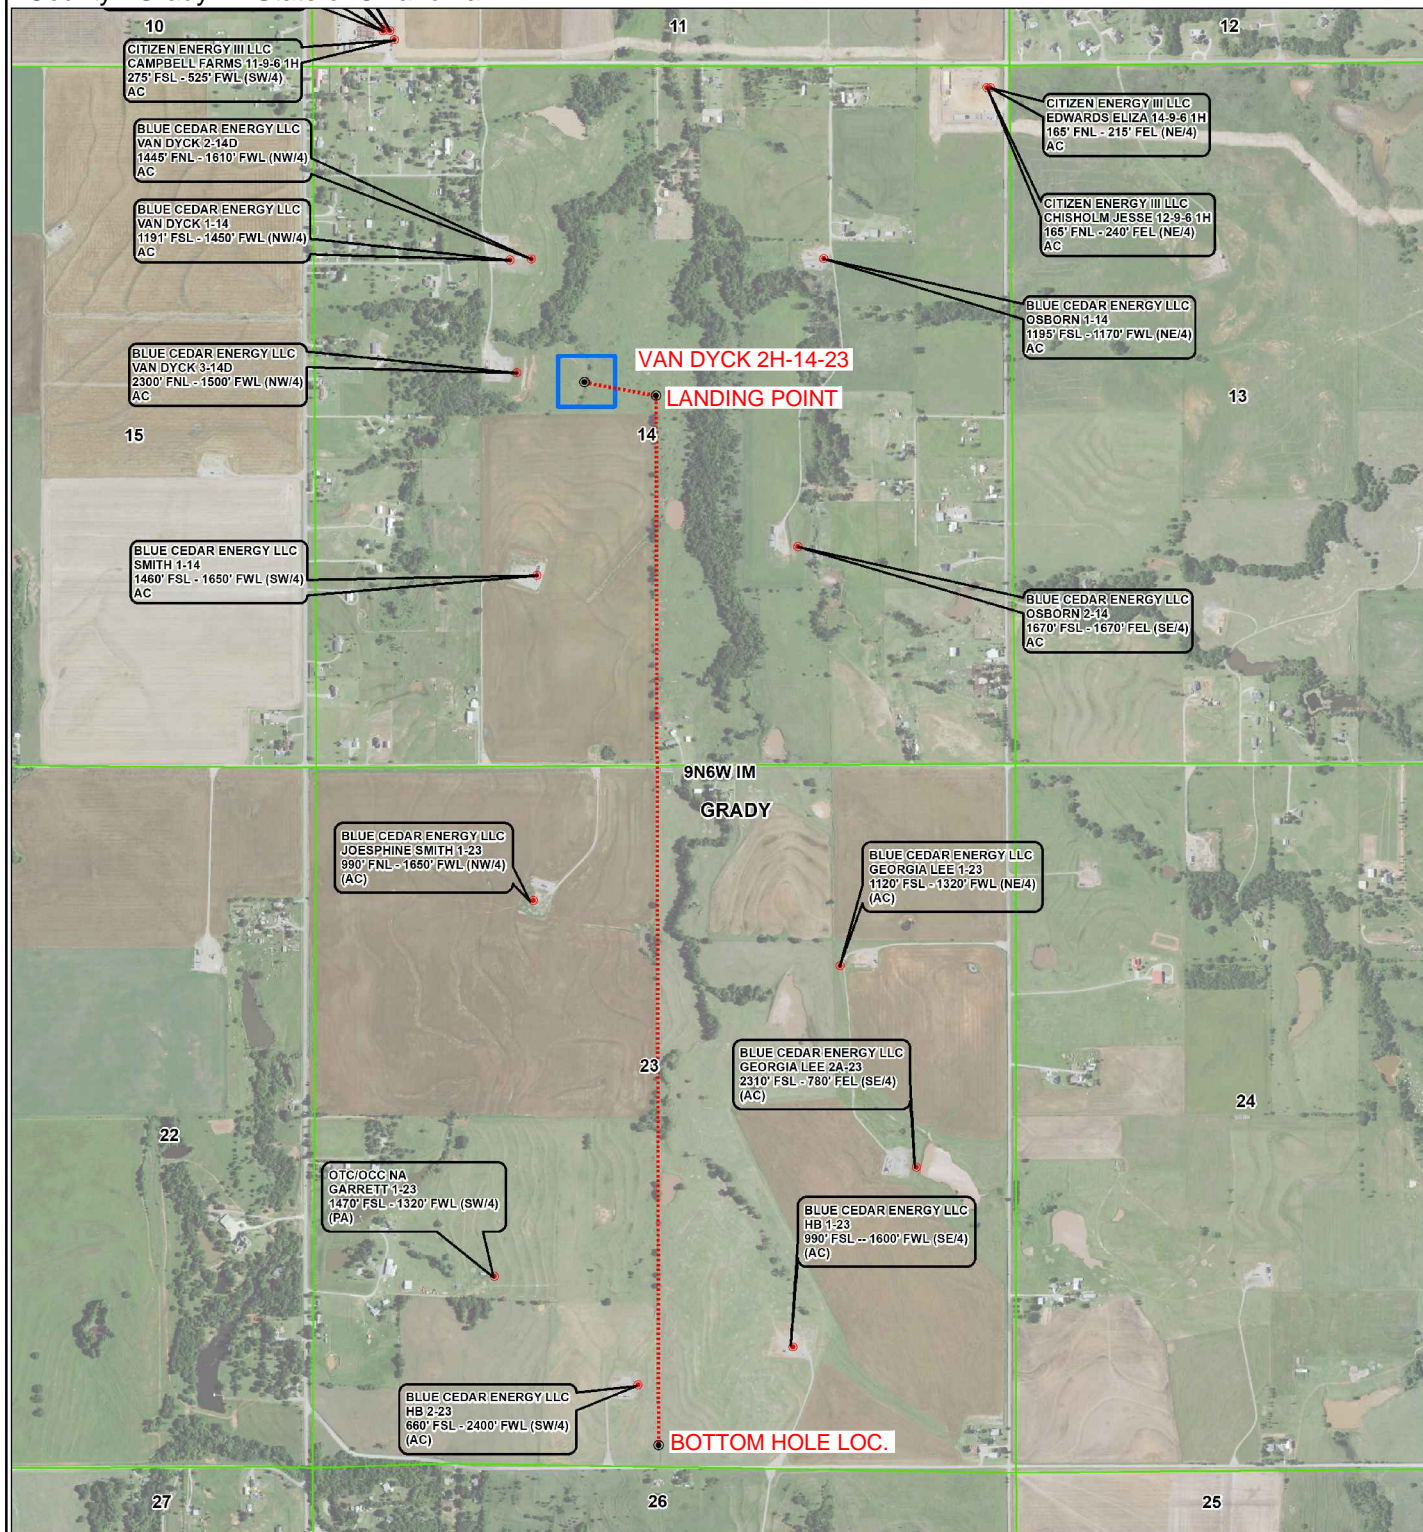 10
11
12
CITIZEN ENERGY III LLC
CAMPBELL FARMS 11-9-6 1H
275' FSL - 525' FWL (SW/4)
AC
BLUE CEDAR ENERGY LLC
VAN DYCK 2-14D
1445' FNL - 1610' FWL (NW/4)
AC
CITIZEN ENERGY III LLC
EDWARDS ELIZA 14-9-6 1H
165' FNL - 215' FEL (NE/4)
AC
BLUE CEDAR ENERGY LLC
VAN DYCK 1-14
1191' FSL - 1450' FWL (NW/4)
AC
CITIZEN ENERGY III LLC
CHISHOLM JESSE 12-9-6 1H
165' FNL - 240' FEL (NE/4)
AC
BLUE CEDAR ENERGY LLC
OSBORN 1-14
1195' FSL - 1170' FWL (NE/4)
AC
BLUE CEDAR ENERGY LLC
VAN DYCK 3-14D
2300' FNL - 1500' FWL (NW/4)
AC
VAN DYCK 2H-14-23
LANDING POINT
13
15
14
BLUE CEDAR ENERGY LLC
SMITH 1-14
1460' FSL - 1650' FWL (SW/4)
AC
BLUE CEDAR ENERGY LLC
OSBORN 2-14
1670' FSL - 1670' FEL (SE/4)
AC
9N6W IM
GRADY
BLUE CEDAR ENERGY LLC
JOESPHINE SMITH 1-23
990' FNL - 1650' FWL (NW/4)
(AC)
BLUE CEDAR ENERGY LLC
GEORGIA LEE 1-23
1120' FSL - 1320' FWL (NE/4)
(AC)
BLUE CEDAR ENERGY LLC
GEORGIA LEE 2A-23
2310' FSL - 780' FEL (SE/4)
(AC)
23
24
22
OTC/OCC NA
GARRETT 1-23
1470' FSL - 1320' FWL (SW/4)
(PA)
BLUE CEDAR ENERGY LLC
HB 1-23
990' FSL -- 1600' FWL (SE/4)
(AC)
BLUE CEDAR ENERGY LLC
HB 2-23
660' FSL - 2400' FWL (SW/4)
(AC)
BOTTOM HOLE LOC.
27
26
25